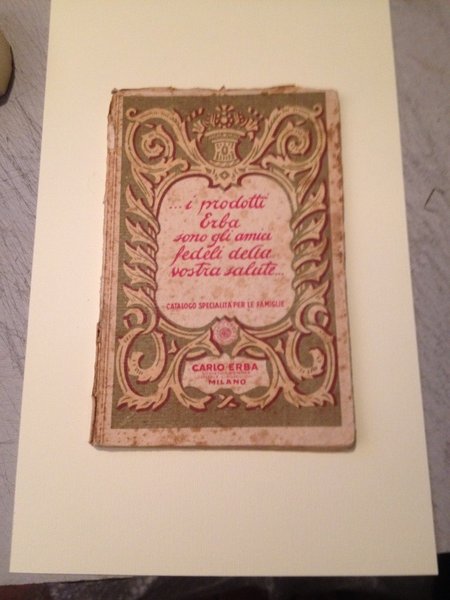 ...i prodotti
Erba
sono gli amici
fedeli della
vostra salute...
CATALOGO SPECIALITÀ PER LE FAMIGLIE
CARLO ERBA
MILANO